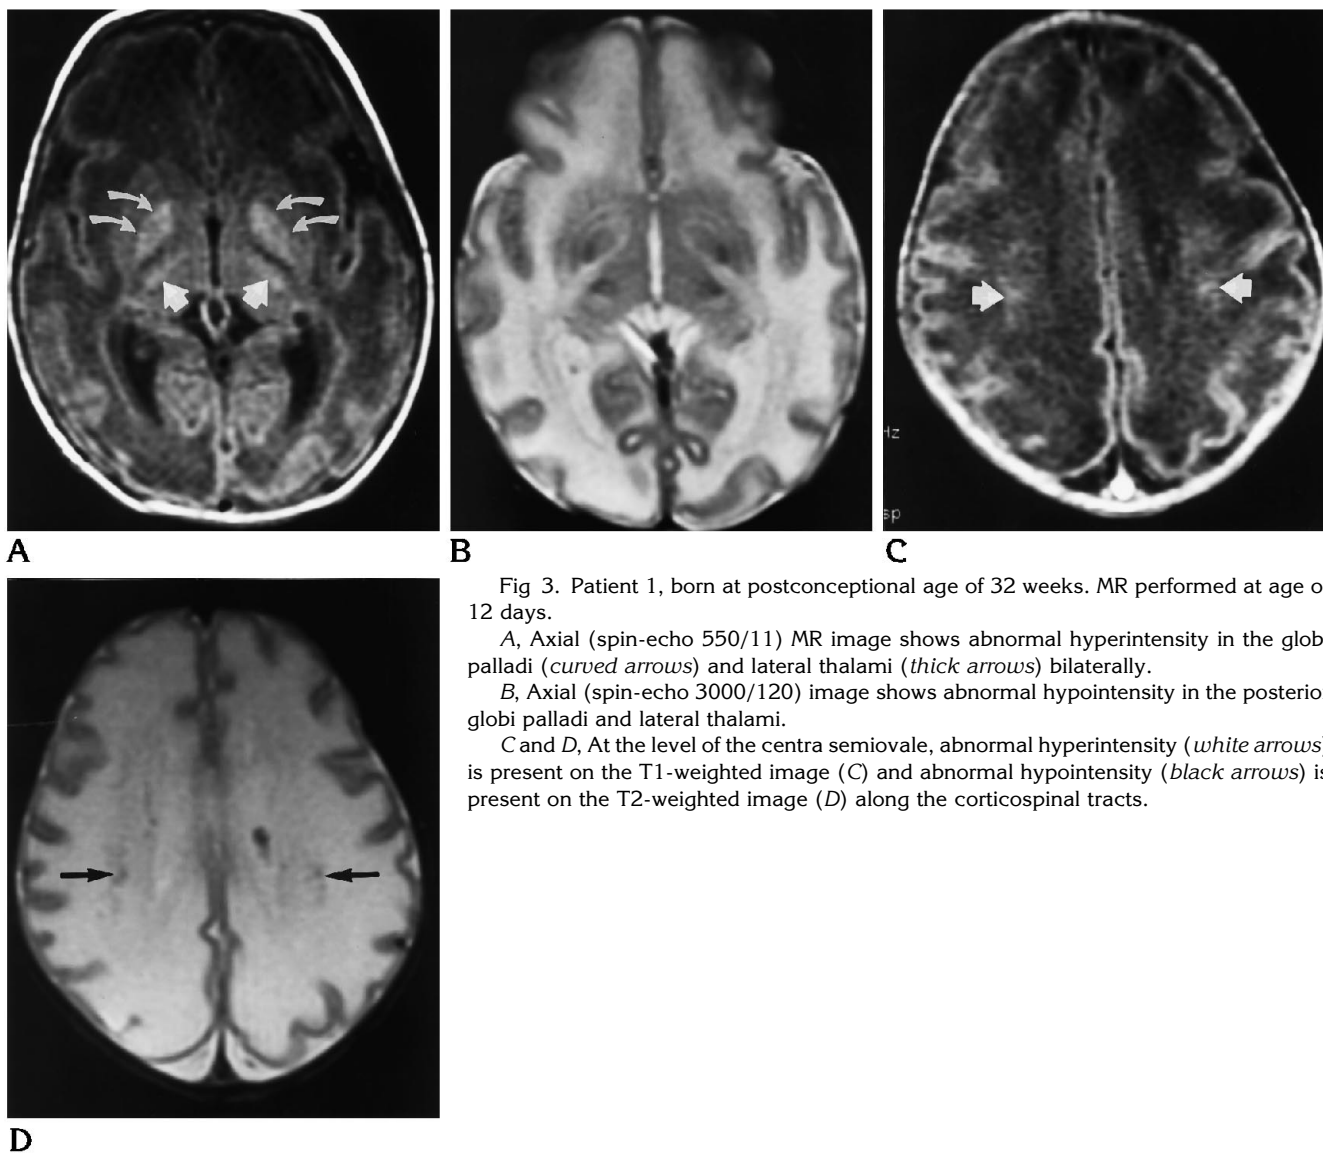 Hz
sp
A
B
C
Fig 3. Patient 1, born at postconceptional age of 32 weeks. MR performed at age o
12 days.
A, Axial (spin-echo 550/11) MR image shows abnormal hyperintensity in the glob
palladi (curved arrows) and lateral thalami (thick arrows) bilaterally.
B, Axial (spin-echo 3000/120) image shows abnormal hypointensity in the posterio
globi palladi and lateral thalami.
C and D, At the level of the centra semiovale, abnormal hyperintensity (white arrows)
is present on the T1-weighted image (C) and abnormal hypointensity (black arrows) is
present on the T2-weighted image (D) along the corticospinal tracts.
D